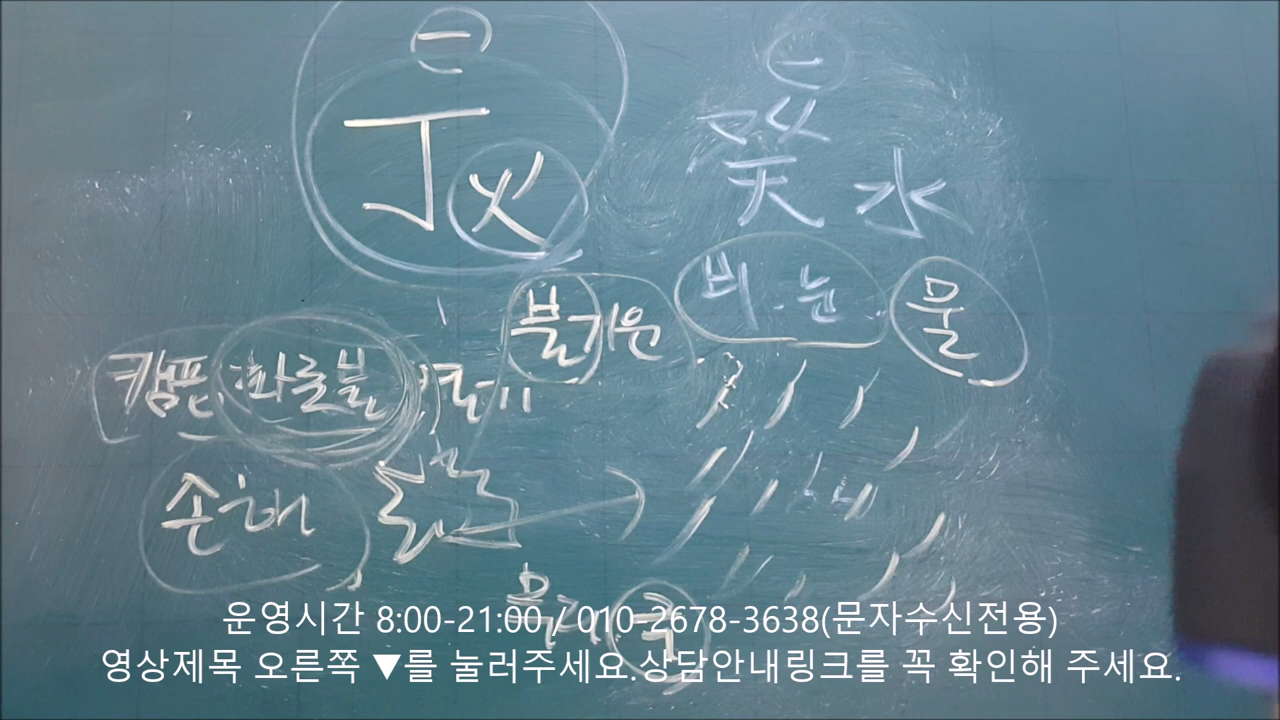 一 一
丁火 癸水
비.눈 물
불기운
캠핀.화로불
손해
운영시간 8:00-21:00 / 010-2678-3638(문자수신전용)
영상제목 오른쪽 ▼를 눌러주세요.상담안내링크를 꼭 확인해 주세요.